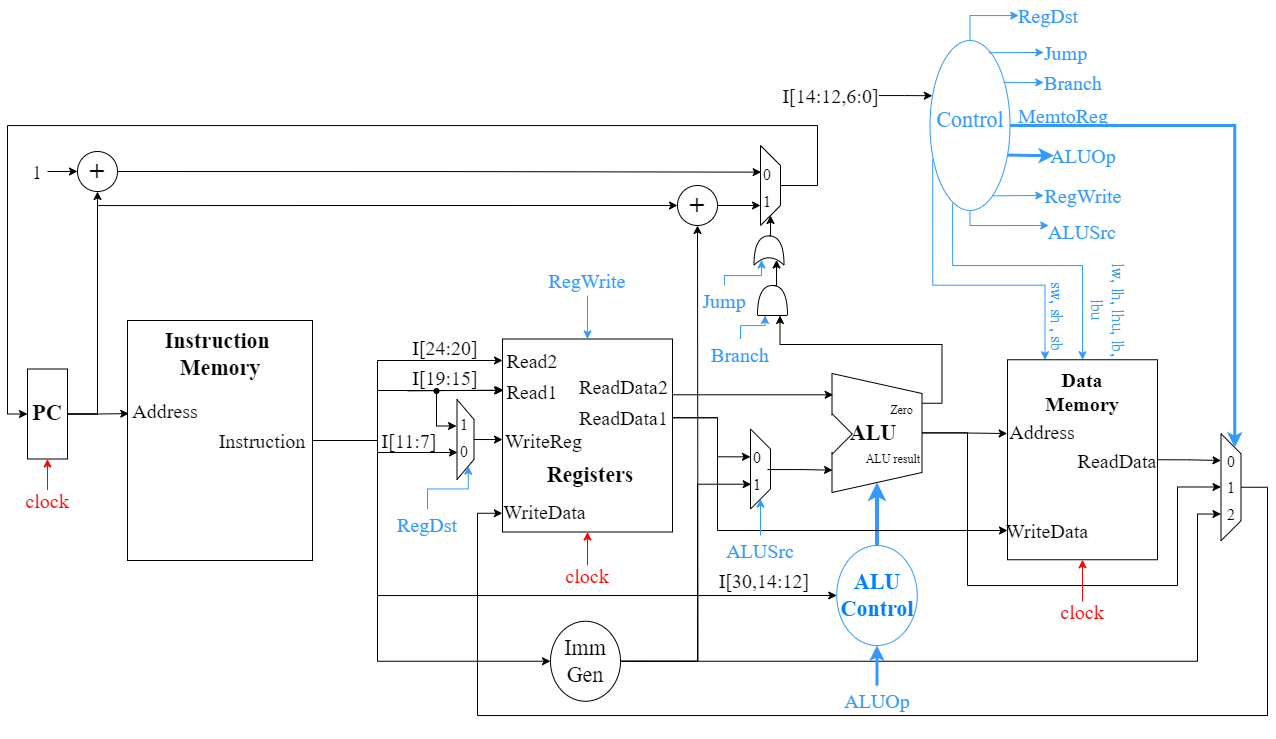 RegDst
Jump
Branch
I[14:12,6:0]
Control
MemtoReg
ALUOp
RegWrite
ALUSrc
1
+
0
1
+
Jump
Branch
sw, sh , sb
lw, lh, lhu, lb,
lbu
RegWrite
Instruction
Memory
Address
Instruction
PC
clock
I[24:20]
I[19:15]
I[11:7]
1
0
RegDst
Read2
Read1
WriteReg
WriteData
ReadData2
ReadData1
Registers
clock
0
1
ALUSrc
Zero
ALU
ALU result
Data
Memory
Address
ReadData
WriteData
clock
0
1
2
I[30,14:12]
ALU
Control
ALUOp
Imm
Gen